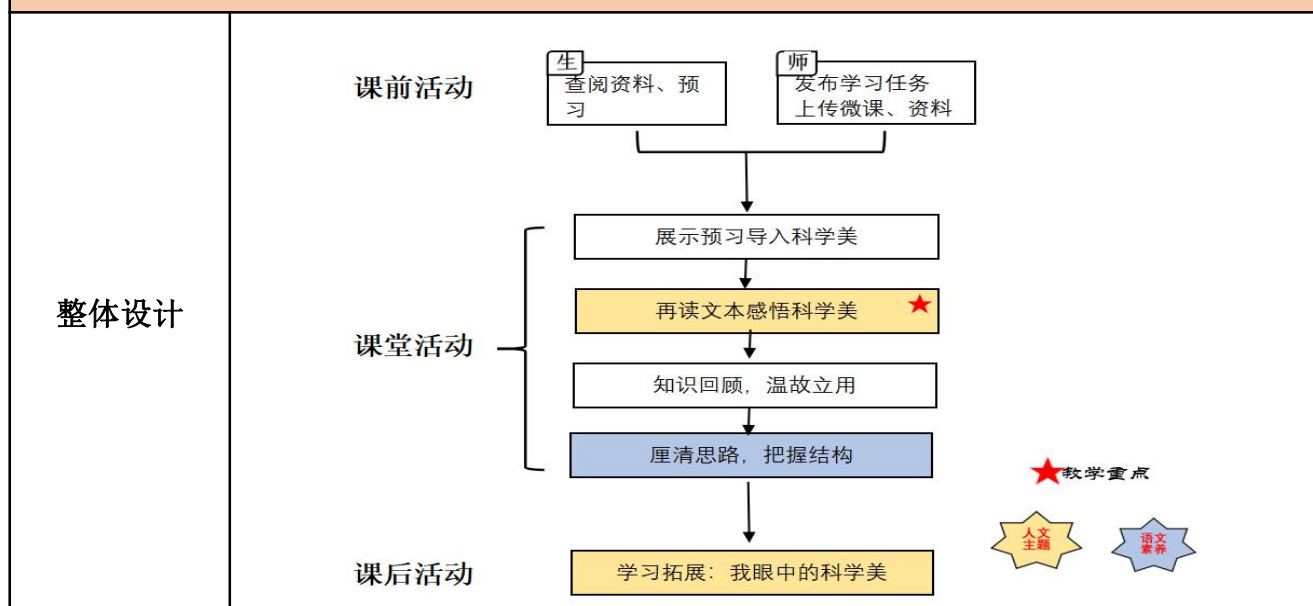 整体设计
课前活动
生
查阅资料、预
习
师
发布学习任务
上传微课、资料
课堂活动
展示预习导入科学美
再读文本感悟科学美
知识回顾，温故立用
厘清思路，把握结构
教学重点
人文
主题
语文
素养
课后活动
学习拓展：我眼中的科学美